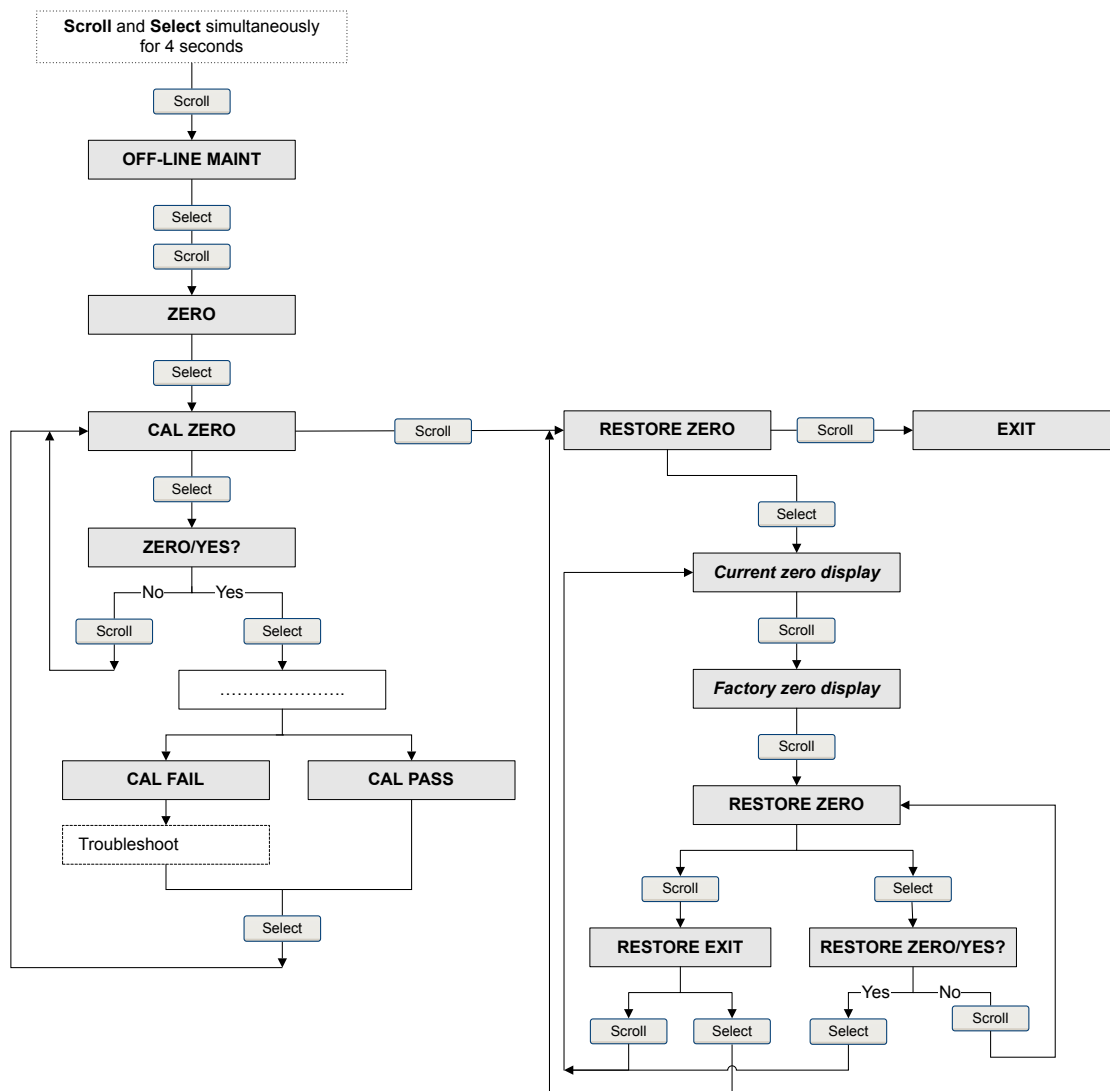 Scroll and Select simultaneously
for 4 seconds
Scroll
OFF-LINE MAINT
Select
Scroll
ZERO
Select
CAL ZERO
Scroll
RESTORE ZERO
Scroll
EXIT
Select
ZERO/YES?
No
Yes
Scroll
Select
.....................
CAL FAIL
CAL PASS
Troubleshoot
Select
Select
Current zero display
Scroll
Factory zero display
Scroll
RESTORE ZERO
Scroll
Select
RESTORE EXIT
RESTORE ZERO/YES?
Yes
No
Scroll
Select
Select
Scroll